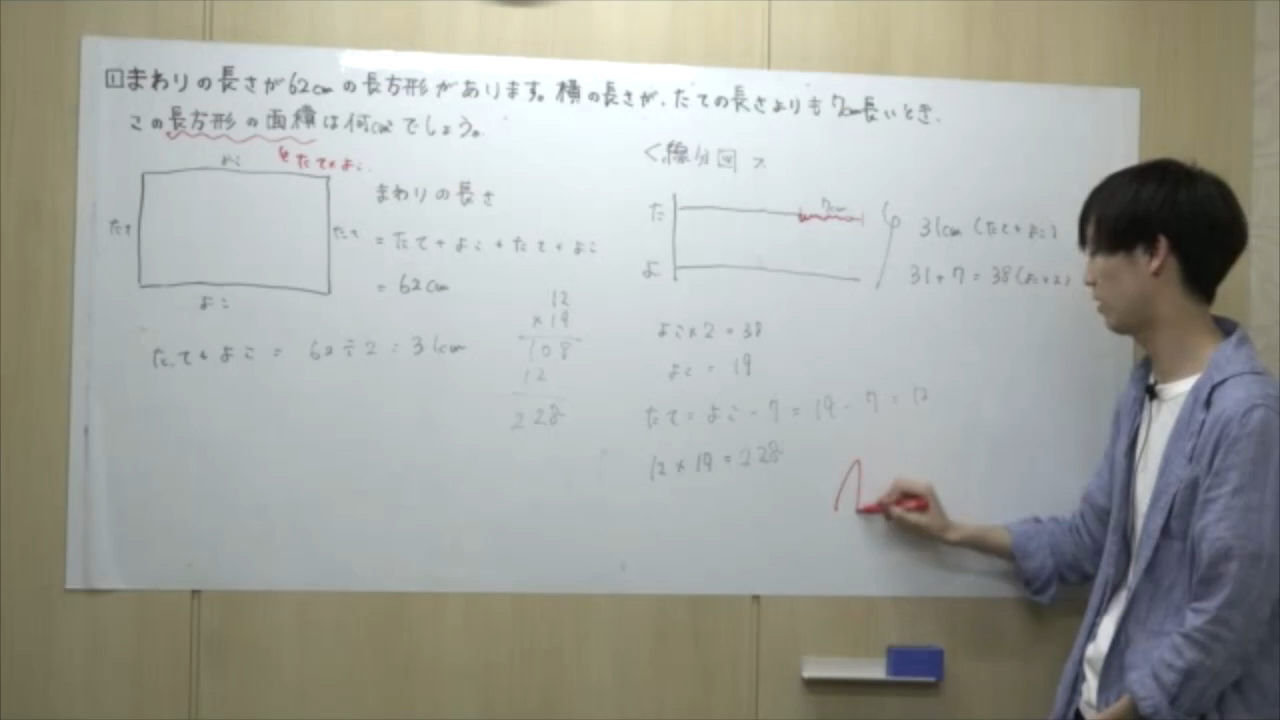 1 まわりの長さが62cmの長方形があります。横の長さが、たての長さよりも7cm長いとき、
この長方形の面積は何cm²でしょう。
よこ
たて×よこ
たて
たて
よこ
まわりの長さ
= たて+よこ+たて+よこ
= 62cm
たて+よこ = 62÷2 = 31cm
12
×19
108
12
228
<線分図>
た
7cm
よ
31cm (たて+よこ)
31+7=38(よこ×2)
よこ×2=38
よこ=19
たて=よこ-7=19-7=12
12×19=228